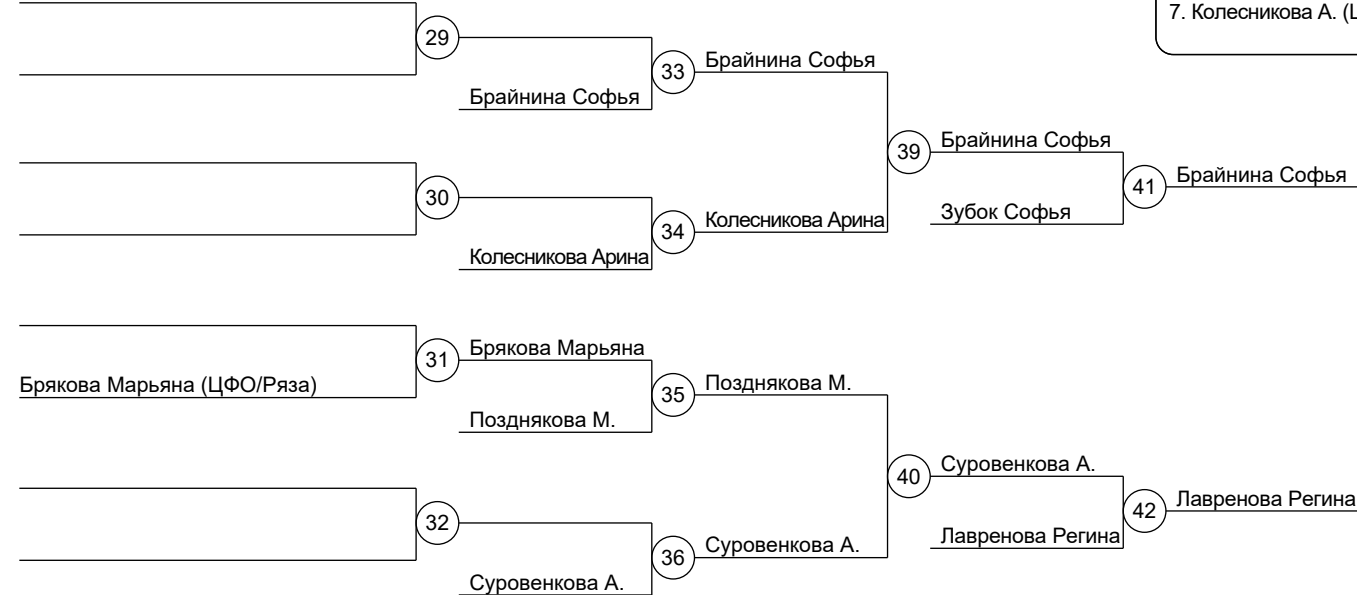 7. Колесникова А. (Ц
29
33
Брайнина Софья
Брайнина Софья
39
Брайнина Софья
41
Брайнина Софья
30
34
Колесникова Арина
Зубок Софья
Колесникова Арина
31
Брякова Марьяна
Брякова Марьяна (ЦФО/Ряза)
35
Позднякова М.
Позднякова М.
40
Суровенкова А.
42
Лавренова Регина
32
36
Суровенкова А.
Лавренова Регина
Суровенкова А.